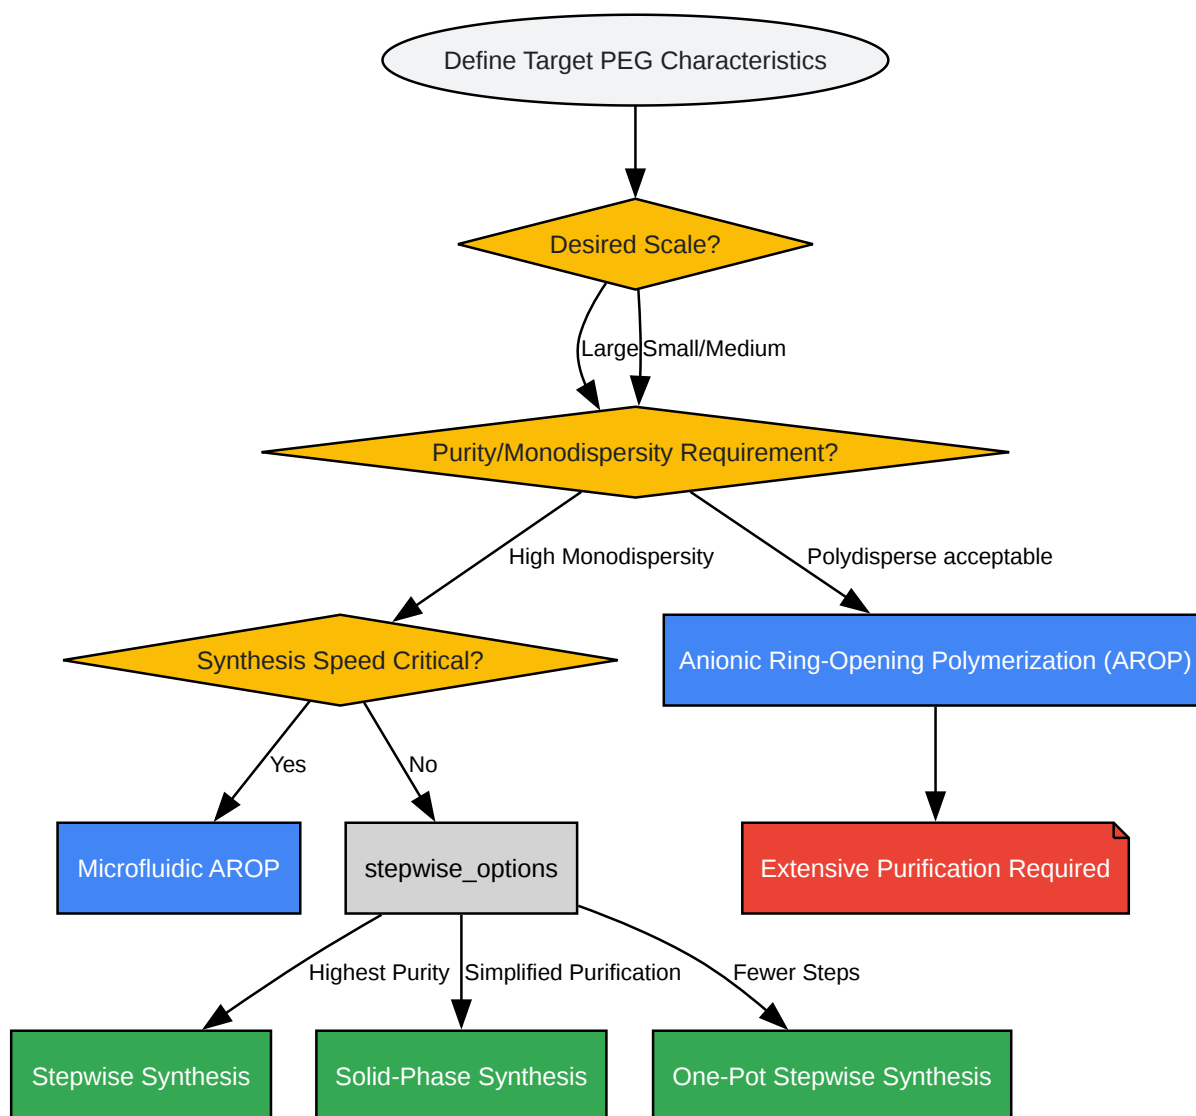 Define Target PEG Characteristics
Desired Scale?
Large
Small/Medium
Purity/Monodispersity Requirement?
High Monodispersity
Polydisperse acceptable
Synthesis Speed Critical?
Anionic Ring-Opening Polymerization (AROP)
Yes
No
Microfluidic AROP
stepwise_options
Extensive Purification Required
Highest Purity
Simplified Purification
Fewer Steps
Stepwise Synthesis
Solid-Phase Synthesis
One-Pot Stepwise Synthesis